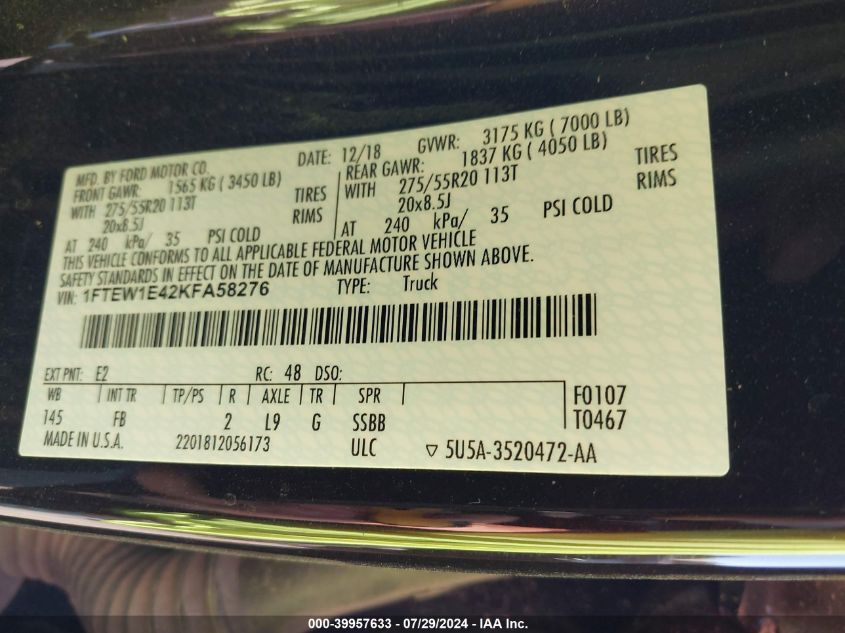 MFD. BY FORD MOTOR CO. DATE: 12/18 GVWR: 3175 KG ( 7000 LB)
FRONT GAWR: 1565 KG ( 3450 LB) REAR GAWR: 1837 KG ( 4050 LB)
WITH 275/55R20 113T TIRES WITH 275/55R20 113T TIRES
20x8.5J RIMS 20x8.5J RIMS
AT 240 kPa/ 35 PSI COLD AT 240 kPa/ 35 PSI COLD
THIS VEHICLE CONFORMS TO ALL APPLICABLE FEDERAL MOTOR VEHICLE
SAFETY STANDARDS IN EFFECT ON THE DATE OF MANUFACTURE SHOWN ABOVE.
VIN: 1FTEW1E42KFA58276 TYPE: Truck
EXT PNT: E2 RC: 48 DSO:
WB INT TR TP/PS R AXLE TR SPR F0107
145 FB 2 L9 G SSBB T0467
MADE IN U.S.A. 2201812056173 ULC ▽ 5U5A-3520472-AA
000-39957633 - 07/29/2024 - IAA Inc.